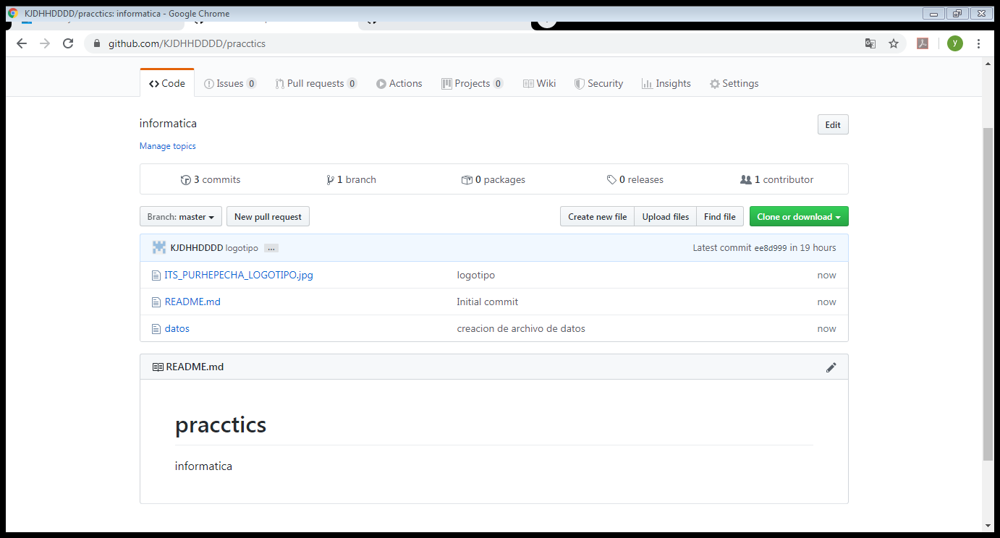 KJDHHDDDD/pracctics: informatica - Google Chrome
github.com/KJDHHDDDD/pracctics
y
Code
Issues 0
Pull requests 0
Actions
Projects 0
Wiki
Security
Insights
Settings
informatica
Edit
Manage topics
3 commits
1 branch
0 packages
0 releases
1 contributor
Branch: master
New pull request
Create new file
Upload files
Find file
Clone or download
KJDHHDDDD logotipo ...
Latest commit ee8d999 in 19 hours
ITS_PURHEPECHA_LOGOTIPO.jpg
logotipo
now
README.md
Initial commit
now
datos
creacion de archivo de datos
now
README.md
pracctics
informatica